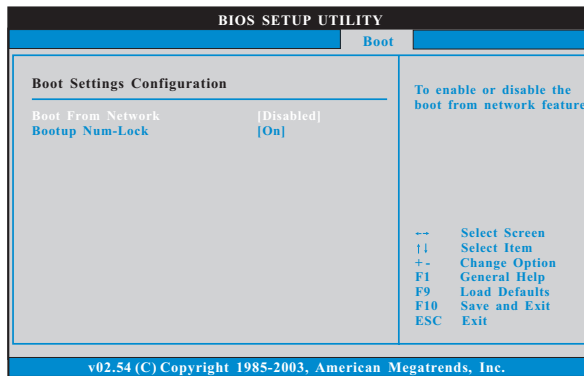 BIOS SETUP UTILITY
Boot
Boot Settings Configuration
Boot From Network [Disabled]
Bootup Num-Lock [On]
To enable or disable the
boot from network feature
←→ Select Screen
↑↓ Select Item
+ - Change Option
F1 General Help
F9 Load Defaults
F10 Save and Exit
ESC Exit
v02.54 (C) Copyright 1985-2003, American Megatrends, Inc.